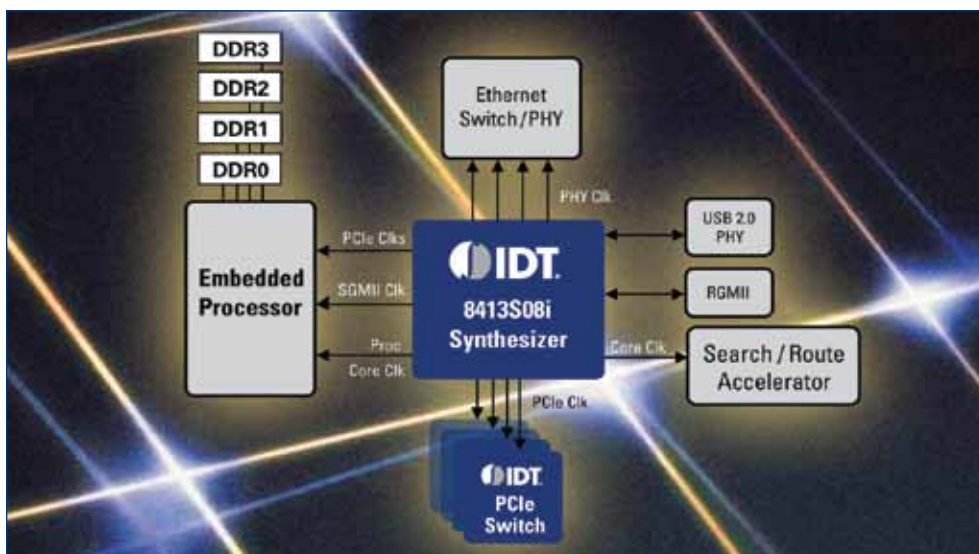 DDR3
DDR2
DDR1
DDR0
Ethernet
Switch/PHY
PHY Clk
Embedded
Processor
PCIe Clks
SGMII Clk
Proc
Core Clk
IDT.
8413S08i
Synthesizer
USB 2.0
PHY
RGMII
Core Clk
Search / Route
Accelerator
PCIe Clk
IDT.
PCIe
Switch